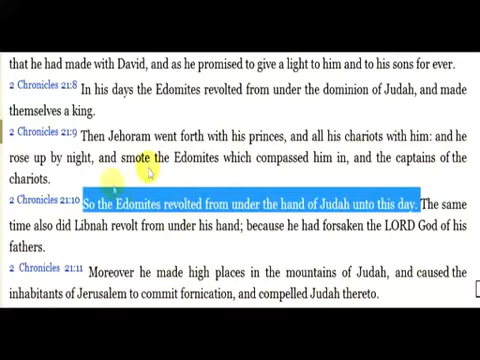 that he had made with David, and as he promised to give a light to him and to his sons for ever.
2 Chronicles 21:8 In his days the Edomites revolted from under the dominion of Judah, and made
themselves a king.
2 Chronicles 21:9 Then Jehoram went forth with his princes, and all his chariots with him: and he
rose up by night, and smote the Edomites which compassed him in, and the captains of the
chariots.
2 Chronicles 21:10 So the Edomites revolted from under the hand of Judah unto this day. The same
time also did Libnah revolt from under his hand; because he had forsaken the LORD God of his
fathers.
2 Chronicles 21:11 Moreover he made high places in the mountains of Judah, and caused the
inhabitants of Jerusalem to commit fornication, and compelled Judah thereto.